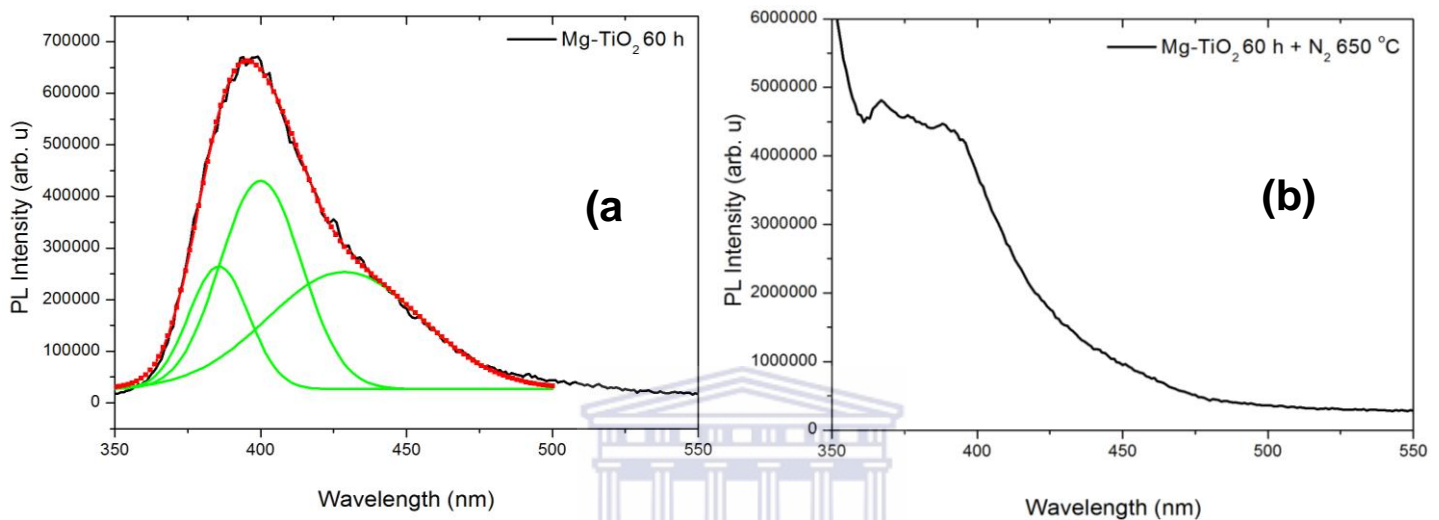 700000
600000
500000
400000
300000
200000
100000
0
PL Intensity (arb. u)
Mg-TiO₂ 60 h
(a
350 400 450 500 550
Wavelength (nm)
6000000
5000000
4000000
3000000
2000000
1000000
0
PL Intensity (arb. u)
Mg-TiO₂ 60 h + N₂ 650 °C
(b)
350 400 450 500 550
Wavelength (nm)